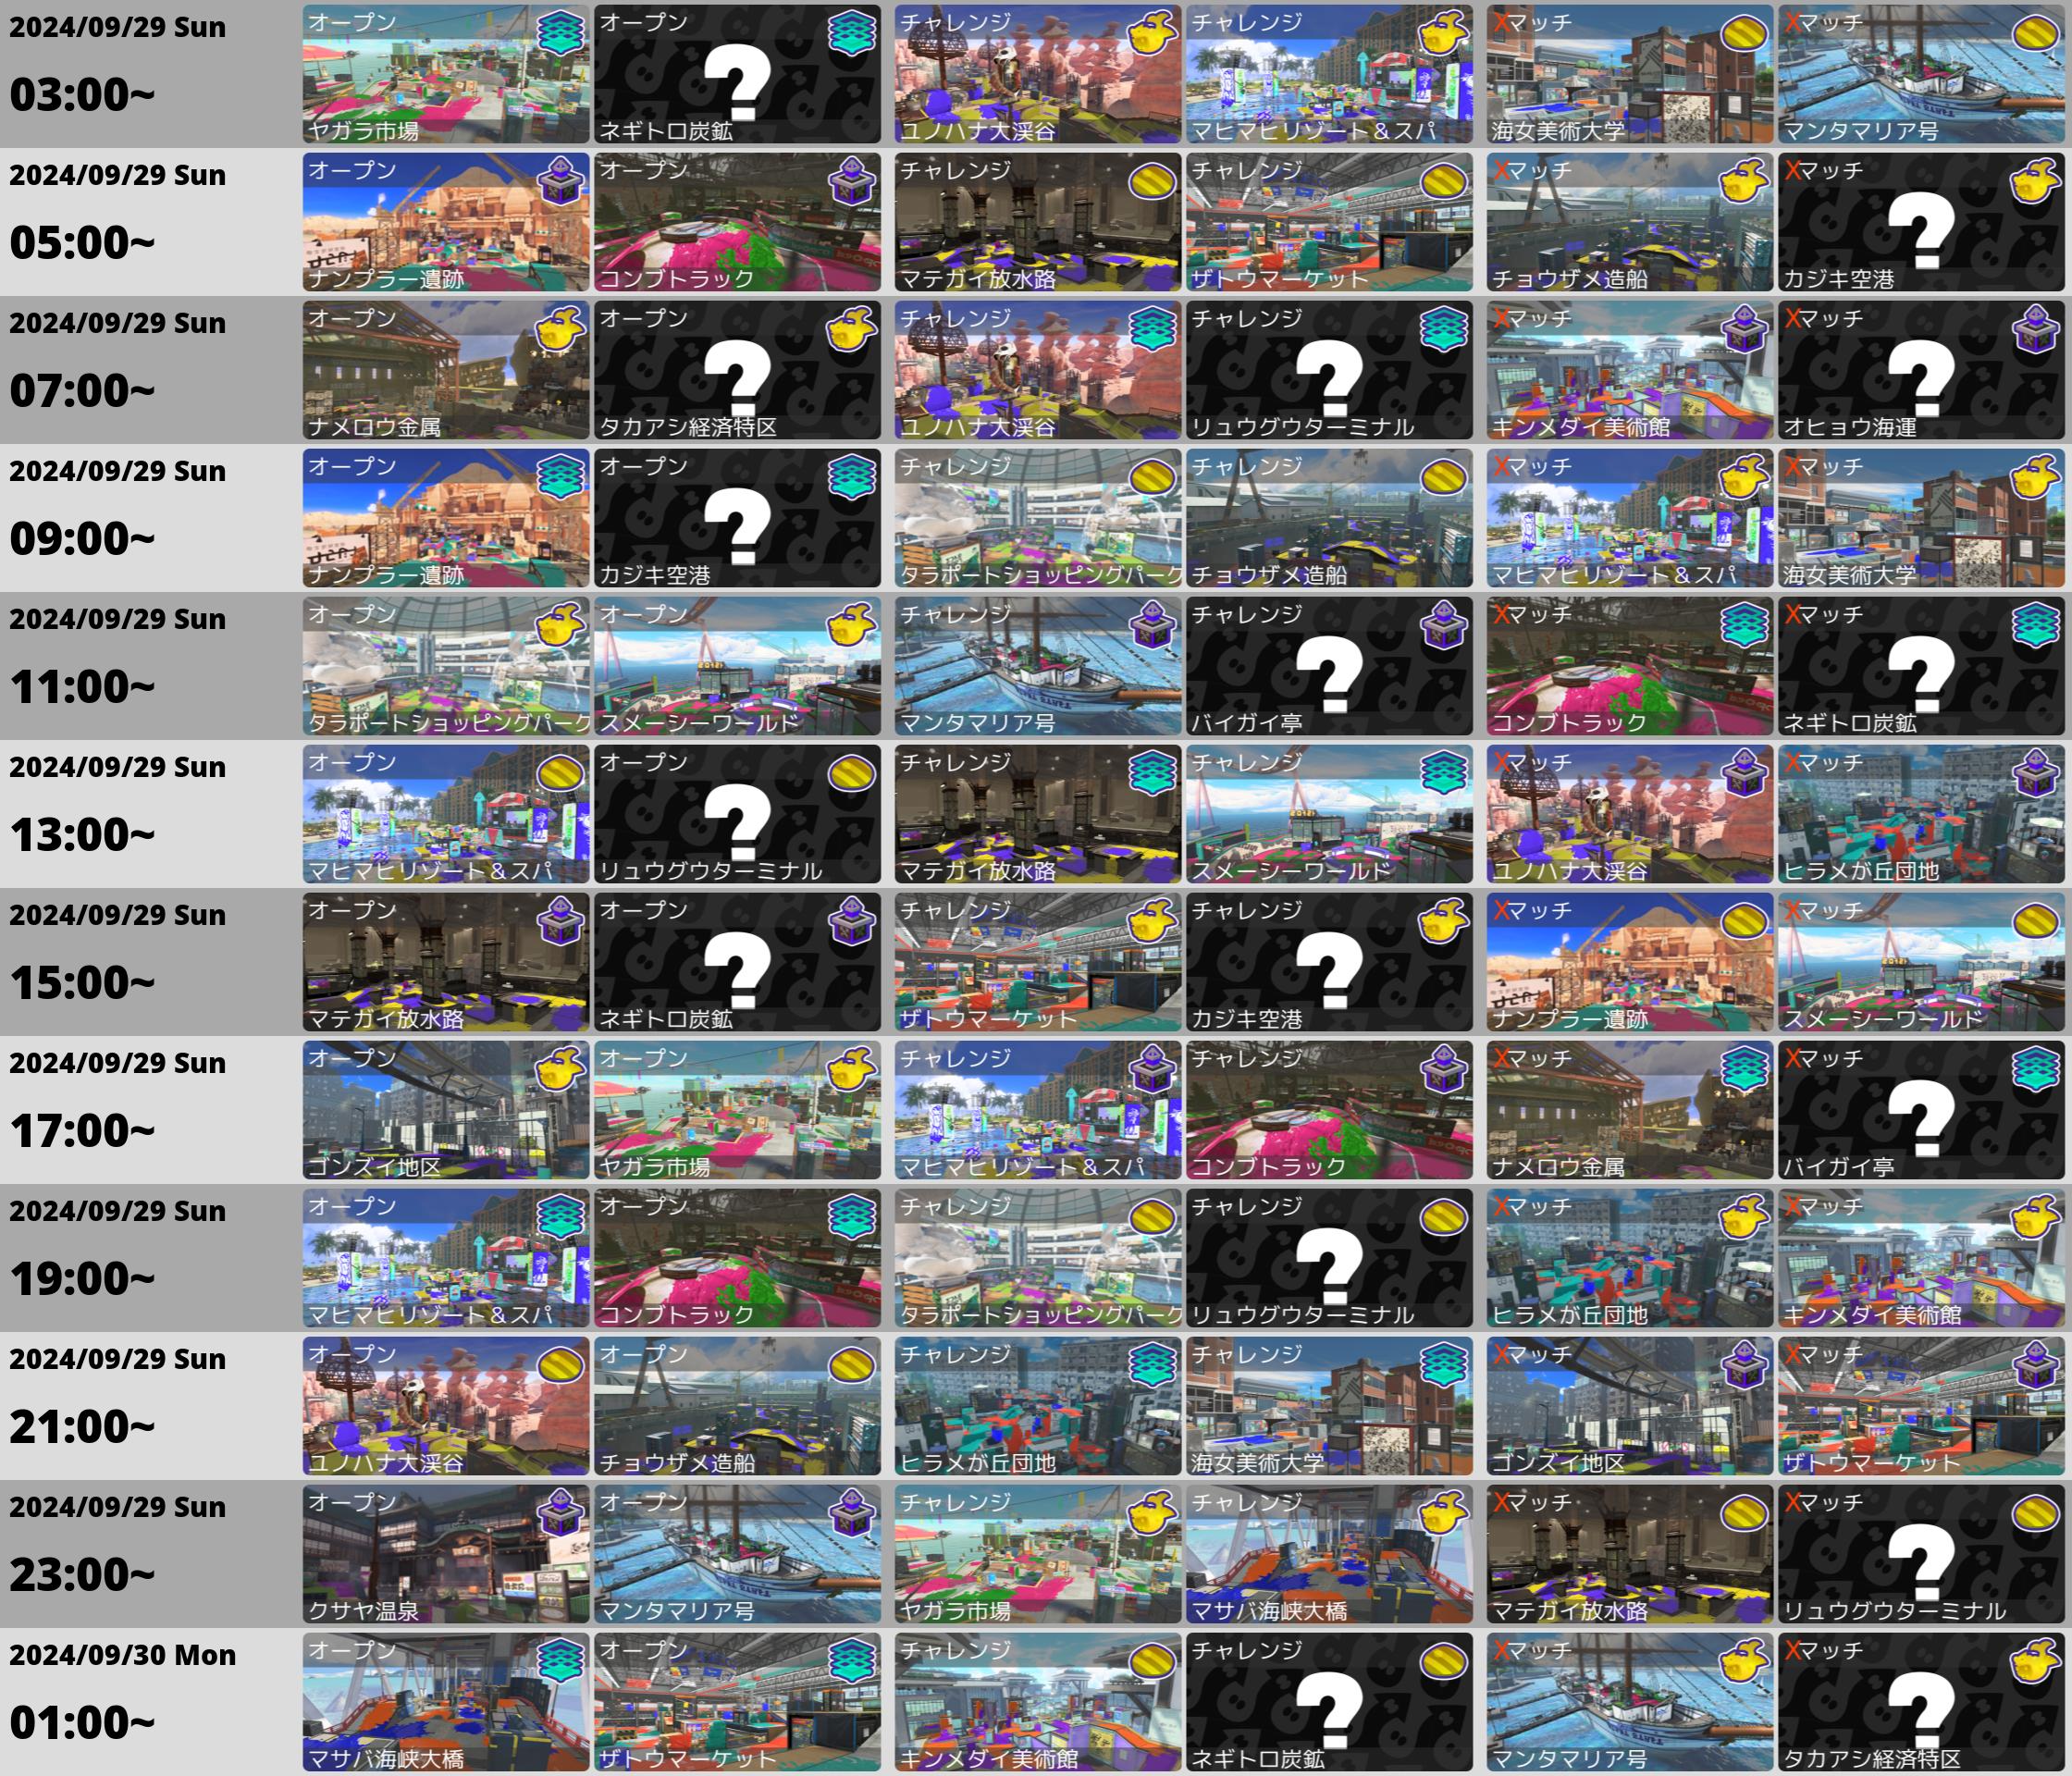 2024/09/29 Sun
03:00~
オープン
ヤガラ市場
オープン
ネギトロ炭鉱
チャレンジ
ユノハナ大渓谷
チャレンジ
マヒマヒリゾート＆スパ
Xマッチ
海女美術大学
Xマッチ
マンタマリア号
2024/09/29 Sun
05:00~
オープン
ナンプラー遺跡
オープン
コンブトラック
チャレンジ
マテガイ放水路
チャレンジ
ザトウマーケット
Xマッチ
チョウザメ造船
Xマッチ
カジキ空港
2024/09/29 Sun
07:00~
オープン
ナメロウ金属
オープン
タカアシ経済特区
チャレンジ
ユノハナ大渓谷
チャレンジ
リュウグウターミナル
Xマッチ
キンメダイ美術館
Xマッチ
オヒョウ海運
2024/09/29 Sun
09:00~
オープン
ナンプラー遺跡
オープン
カジキ空港
チャレンジ
タラポートショッピングパーク
チャレンジ
チョウザメ造船
Xマッチ
マヒマヒリゾート＆スパ
Xマッチ
海女美術大学
2024/09/29 Sun
11:00~
オープン
タラポートショッピングパーク
オープン
スメーシーワールド
チャレンジ
マンタマリア号
チャレンジ
バイガイ亭
Xマッチ
コンブトラック
Xマッチ
ネギトロ炭鉱
2024/09/29 Sun
13:00~
オープン
マヒマヒリゾート＆スパ
オープン
リュウグウターミナル
チャレンジ
マテガイ放水路
チャレンジ
スメーシーワールド
Xマッチ
ユノハナ大渓谷
Xマッチ
ヒラメが丘団地
2024/09/29 Sun
15:00~
オープン
マテガイ放水路
オープン
ネギトロ炭鉱
チャレンジ
ザトウマーケット
チャレンジ
カジキ空港
Xマッチ
ナンプラー遺跡
Xマッチ
スメーシーワールド
2024/09/29 Sun
17:00~
オープン
ゴンズイ地区
オープン
ヤガラ市場
チャレンジ
マヒマヒリゾート＆スパ
チャレンジ
コンブトラック
Xマッチ
ナメロウ金属
Xマッチ
バイガイ亭
2024/09/29 Sun
19:00~
オープン
マヒマヒリゾート＆スパ
オープン
コンブトラック
チャレンジ
タラポートショッピングパーク
チャレンジ
リュウグウターミナル
Xマッチ
ヒラメが丘団地
Xマッチ
キンメダイ美術館
2024/09/29 Sun
21:00~
オープン
ユノハナ大渓谷
オープン
チョウザメ造船
チャレンジ
ヒラメが丘団地
チャレンジ
海女美術大学
Xマッチ
ゴンズイ地区
Xマッチ
ザトウマーケット
2024/09/29 Sun
23:00~
オープン
クサヤ温泉
オープン
マンタマリア号
チャレンジ
ヤガラ市場
チャレンジ
マサバ海峡大橋
Xマッチ
マテガイ放水路
Xマッチ
リュウグウターミナル
2024/09/30 Mon
01:00~
オープン
マサバ海峡大橋
オープン
ザトウマーケット
チャレンジ
キンメダイ美術館
チャレンジ
ネギトロ炭鉱
Xマッチ
マンタマリア号
Xマッチ
タカアシ経済特区